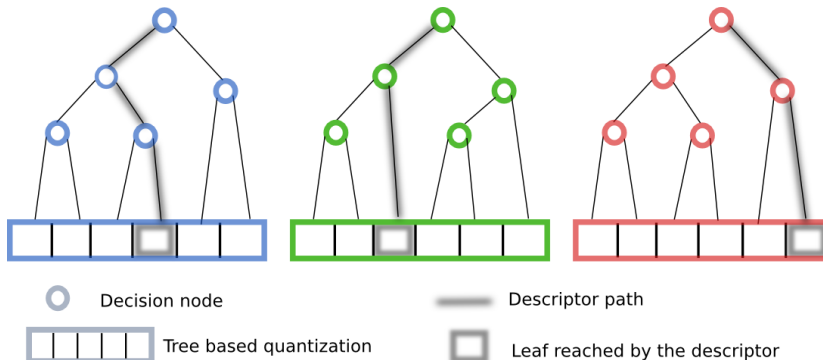 Decision node
Descriptor path
Tree based quantization
Leaf reached by the descriptor